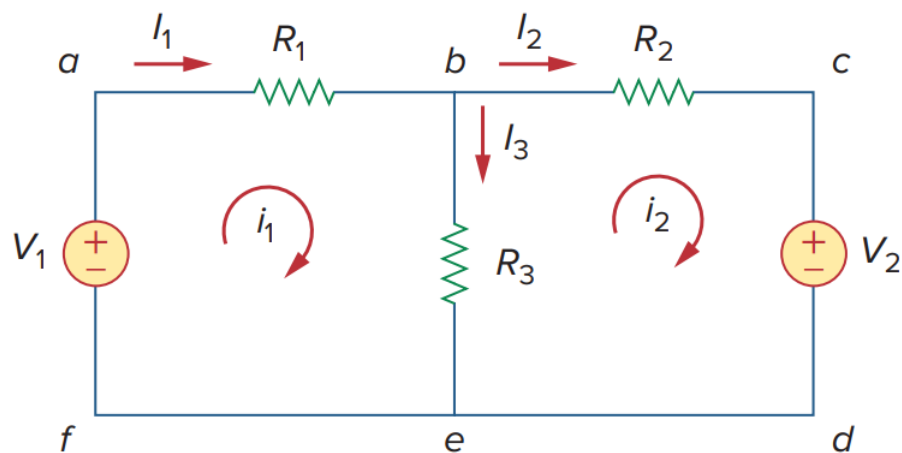 I1 R1 I2 R2
a b c
I3
i1 i2
V1 + − R3 + − V2
f e d